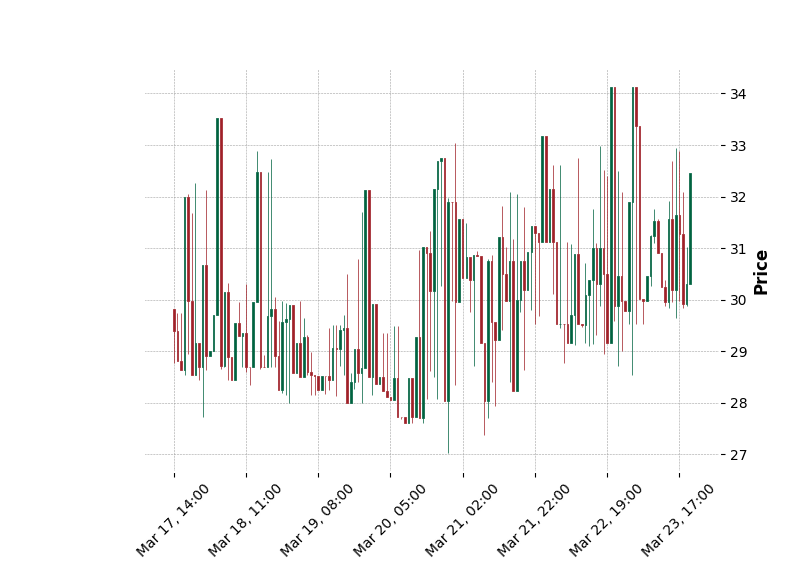 34
33
32
31
30
29
28
27
Price
Mar 17, 14:00
Mar 18, 11:00
Mar 19, 08:00
Mar 20, 05:00
Mar 21, 02:00
Mar 21, 22:00
Mar 22, 19:00
Mar 23, 17:00